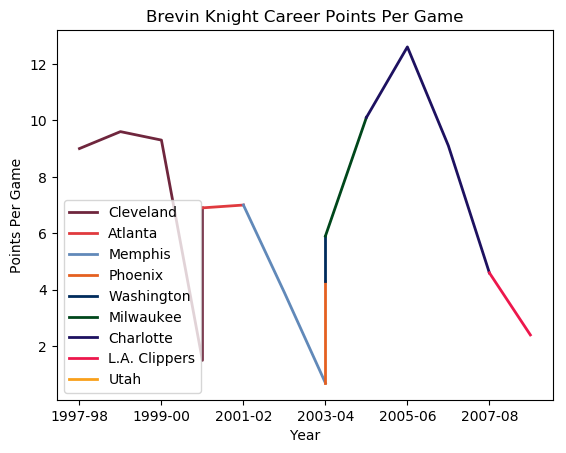 Brevin Knight Career Points Per Game
Points Per Game
12
10
8
6
4
2
Cleveland
Atlanta
Memphis
Phoenix
Washington
Milwaukee
Charlotte
L.A. Clippers
Utah
1997-98 1999-00 2001-02 2003-04 2005-06 2007-08
Year